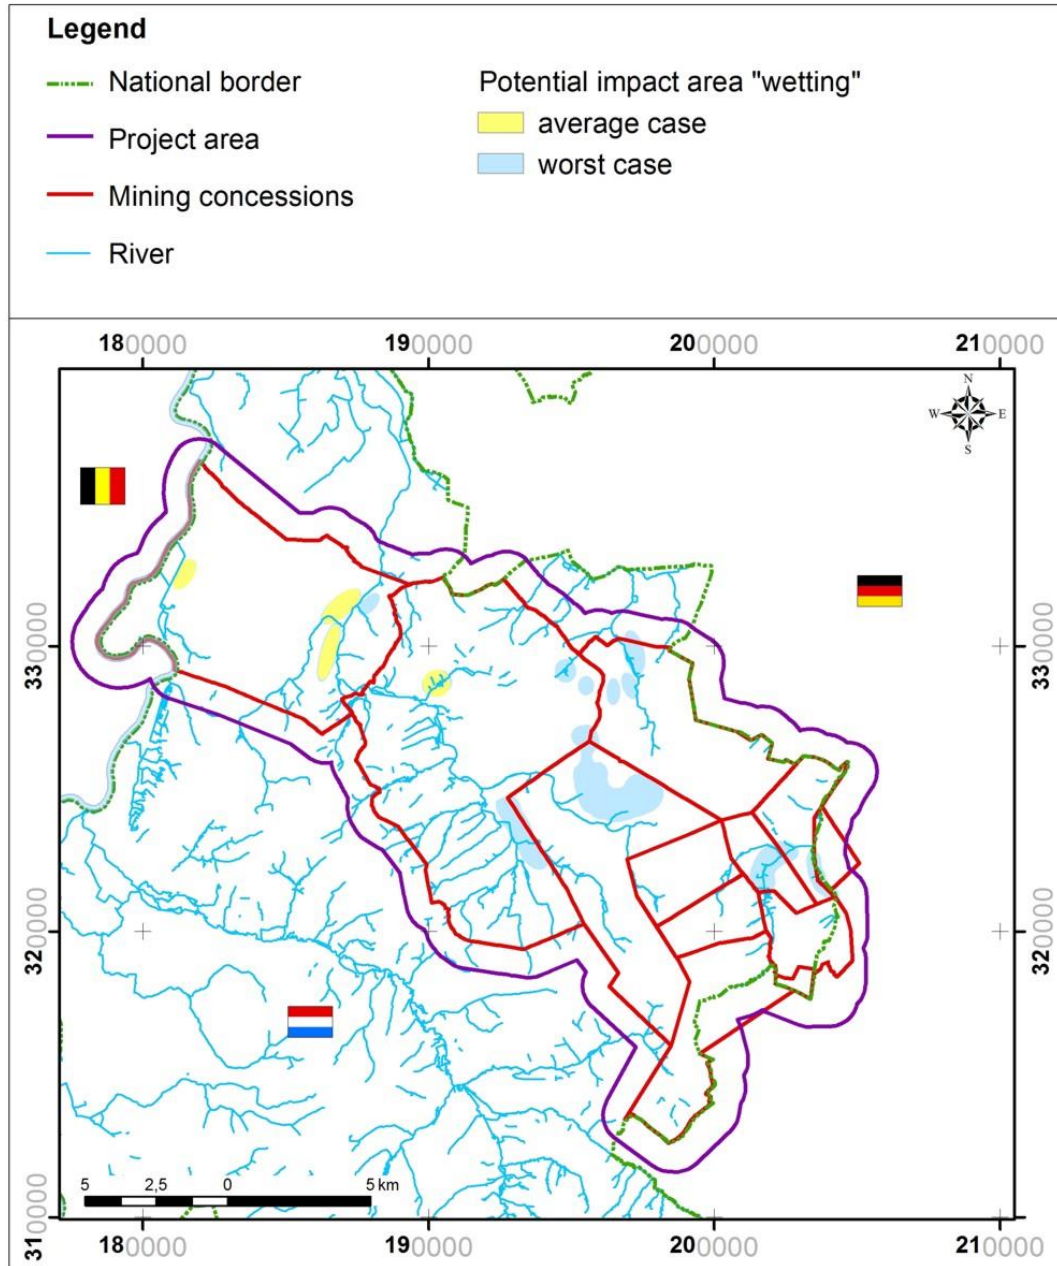 Legend
National border
Project area
Mining concessions
River
Potential impact area "wetting"
average case
worst case
180000 190000 200000 210000
N
W E
S
330000 330000
320000 320000
310000
5 2,5 0 5 km
180000 190000 200000 210000